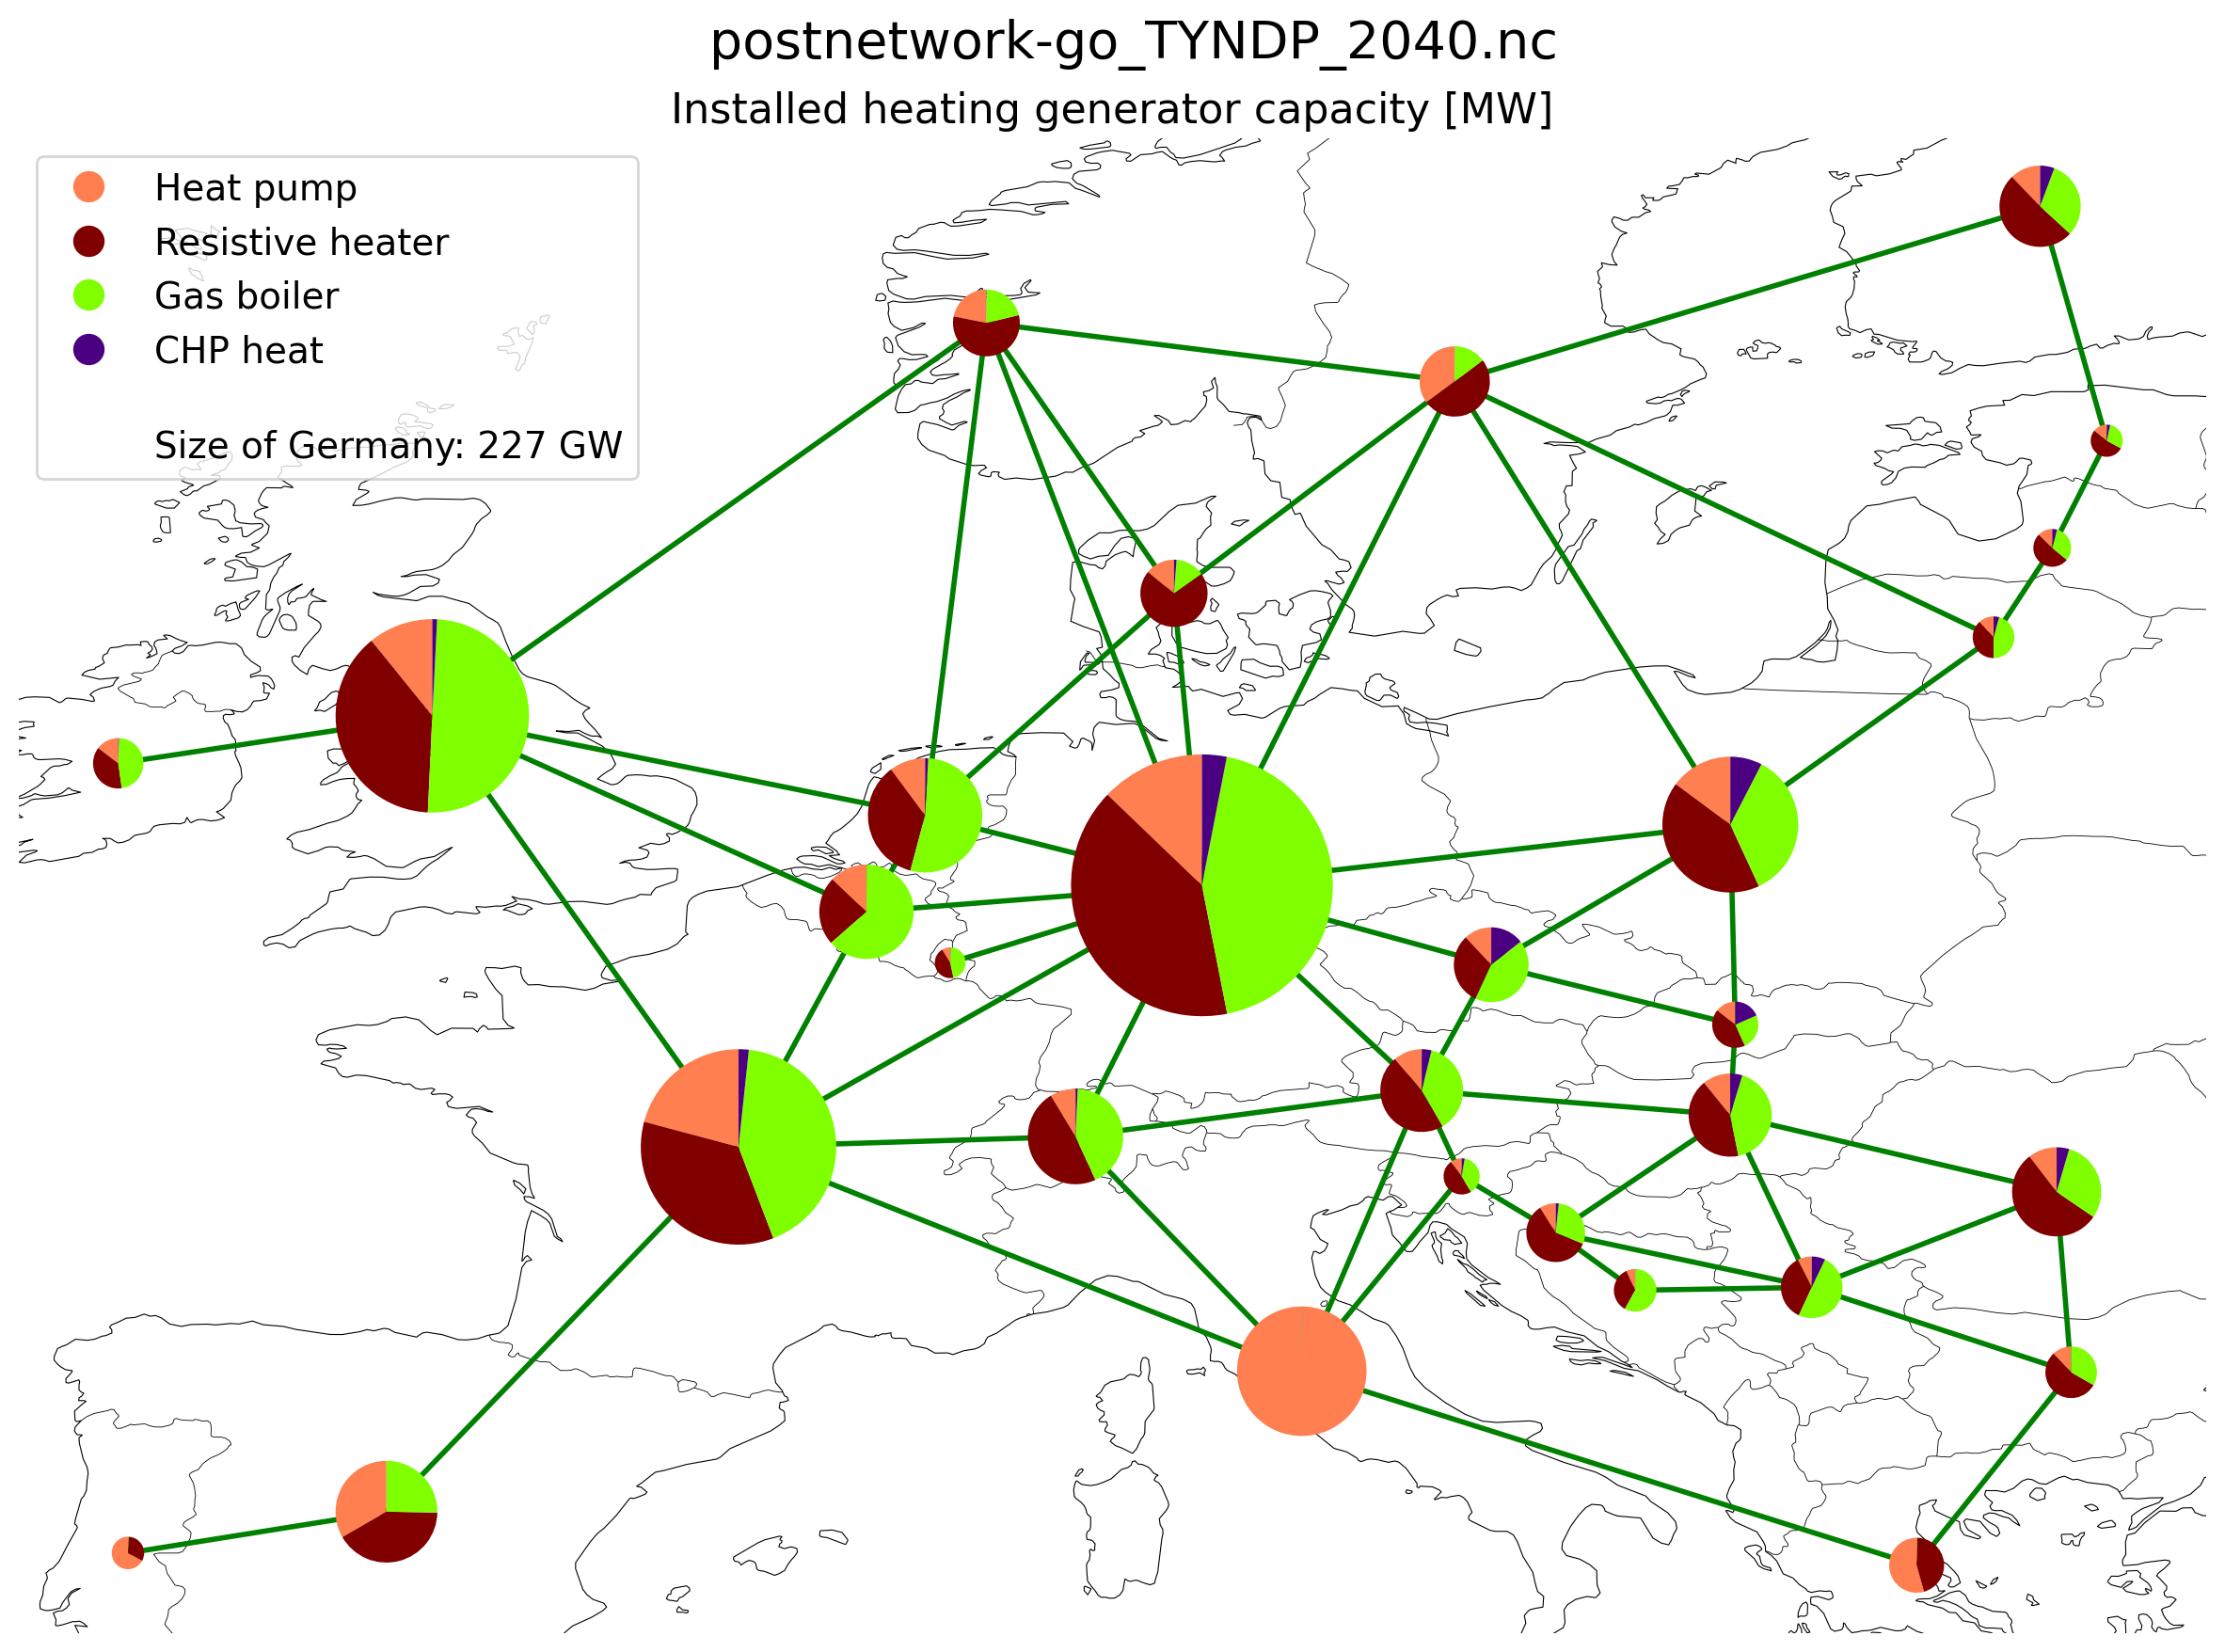 postnetwork-go_TYNDP_2040.nc
Installed heating generator capacity [MW]
Heat pump
Resistive heater
Gas boiler
CHP heat
Size of Germany: 227 GW